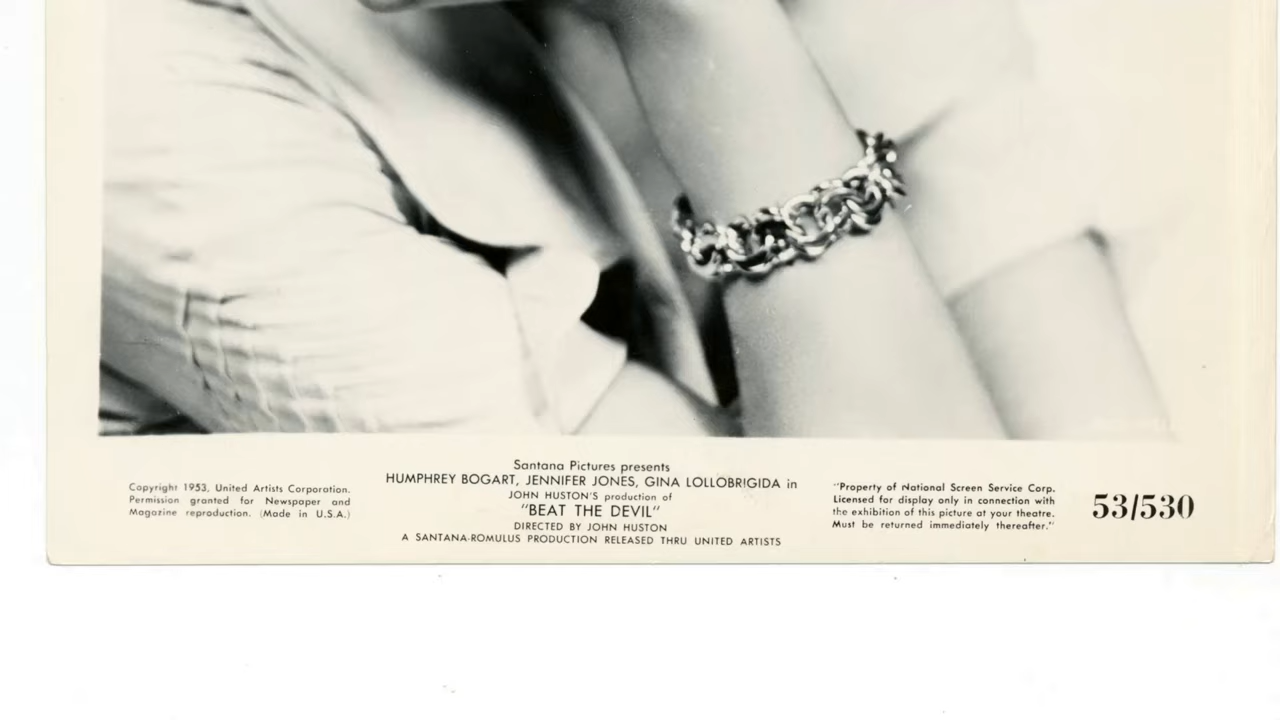 Copyright 1953, United Artists Corporation.
Permission granted for Newspaper and
Magazine reproduction. (Made in U.S.A.)
Santana Pictures presents
HUMPHREY BOGART, JENNIFER JONES, GINA LOLLOBRIGIDA in
JOHN HUSTON'S production of
"BEAT THE DEVIL"
DIRECTED BY JOHN HUSTON
A SANTANA-ROMULUS PRODUCTION RELEASED THRU UNITED ARTISTS
"Property of National Screen Service Corp.
Licensed for display only in connection with
the exhibition of this picture at your theatre.
Must be returned immediately thereafter."
53/530